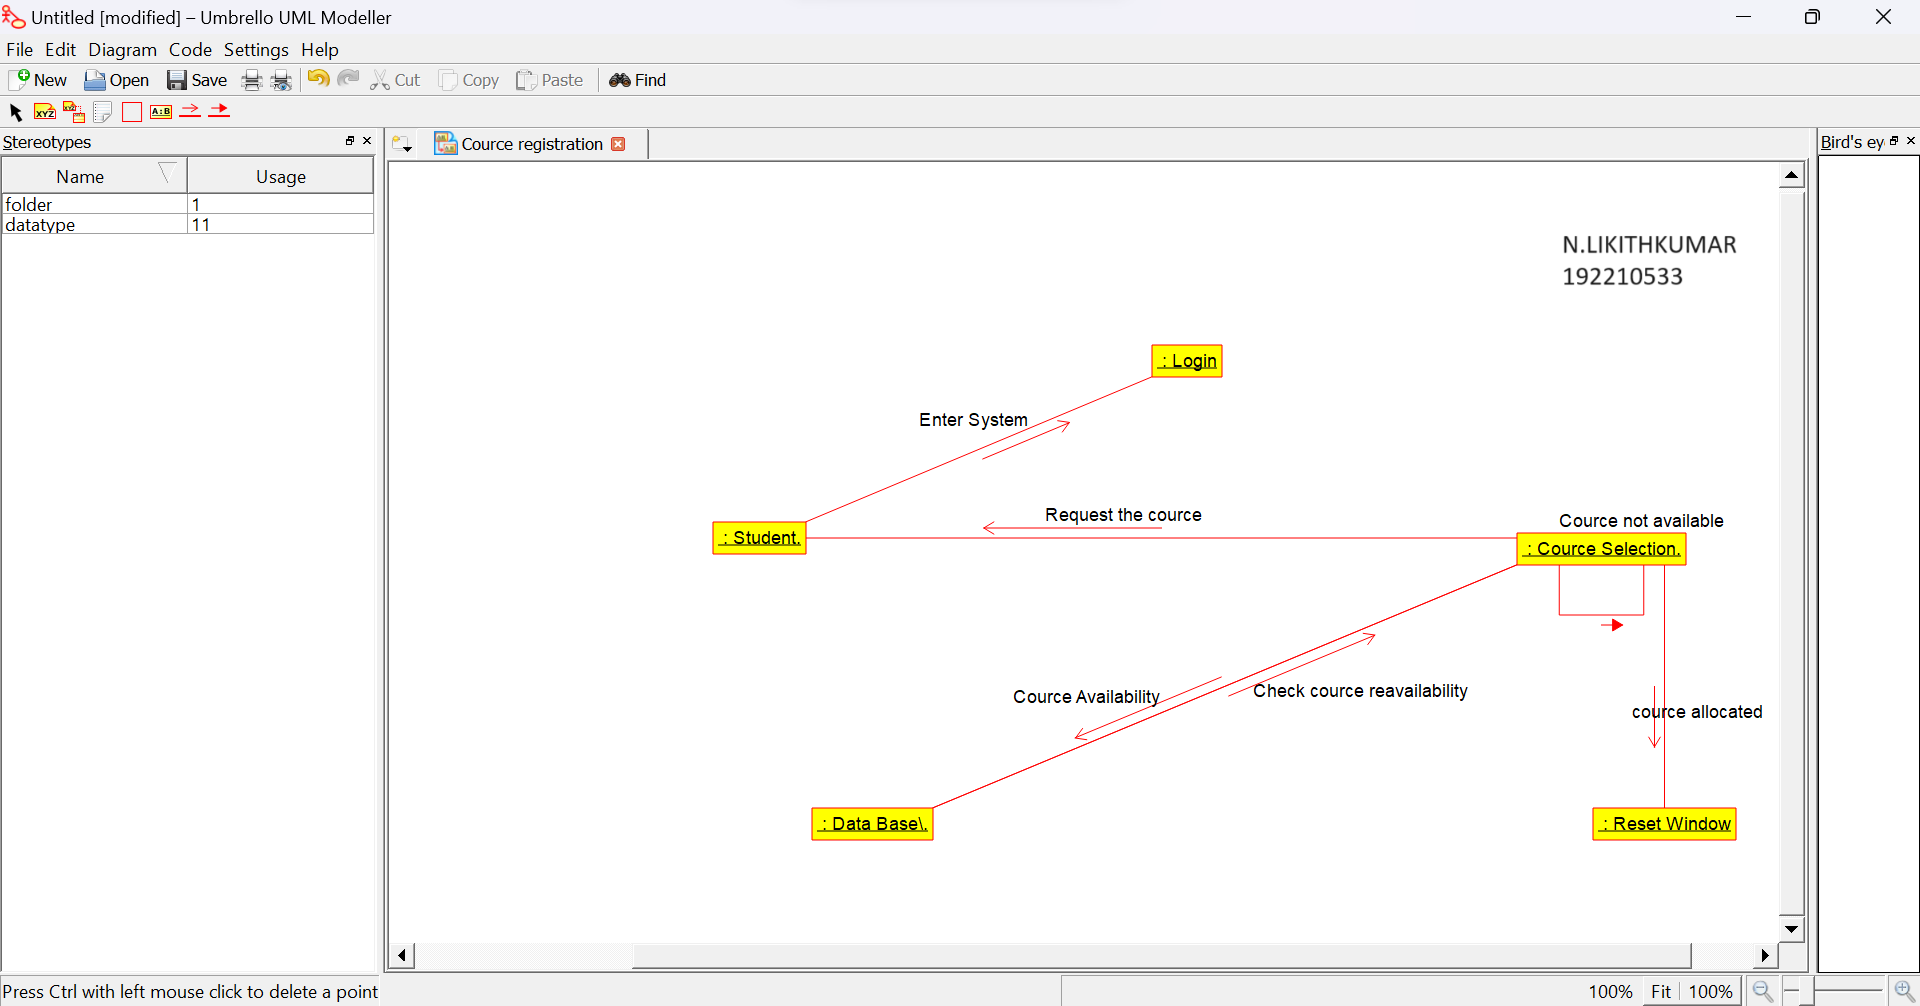 Untitled [modified] – Umbrello UML Modeller
File Edit Diagram Code Settings Help
New Open Save Cut Copy Paste Find
XYZ XYZ A:B
Stereotypes
Cource registration
Bird's ey
Name Usage
folder 1
datatype 11
N.LIKITHKUMAR
192210533
: Login
Enter System
Request the cource
Cource not available
: Student.
: Cource Selection.
Cource Availability
Check cource reavailability
cource allocated
: Data Base\.
: Reset Window
Press Ctrl with left mouse click to delete a point
100% Fit 100%